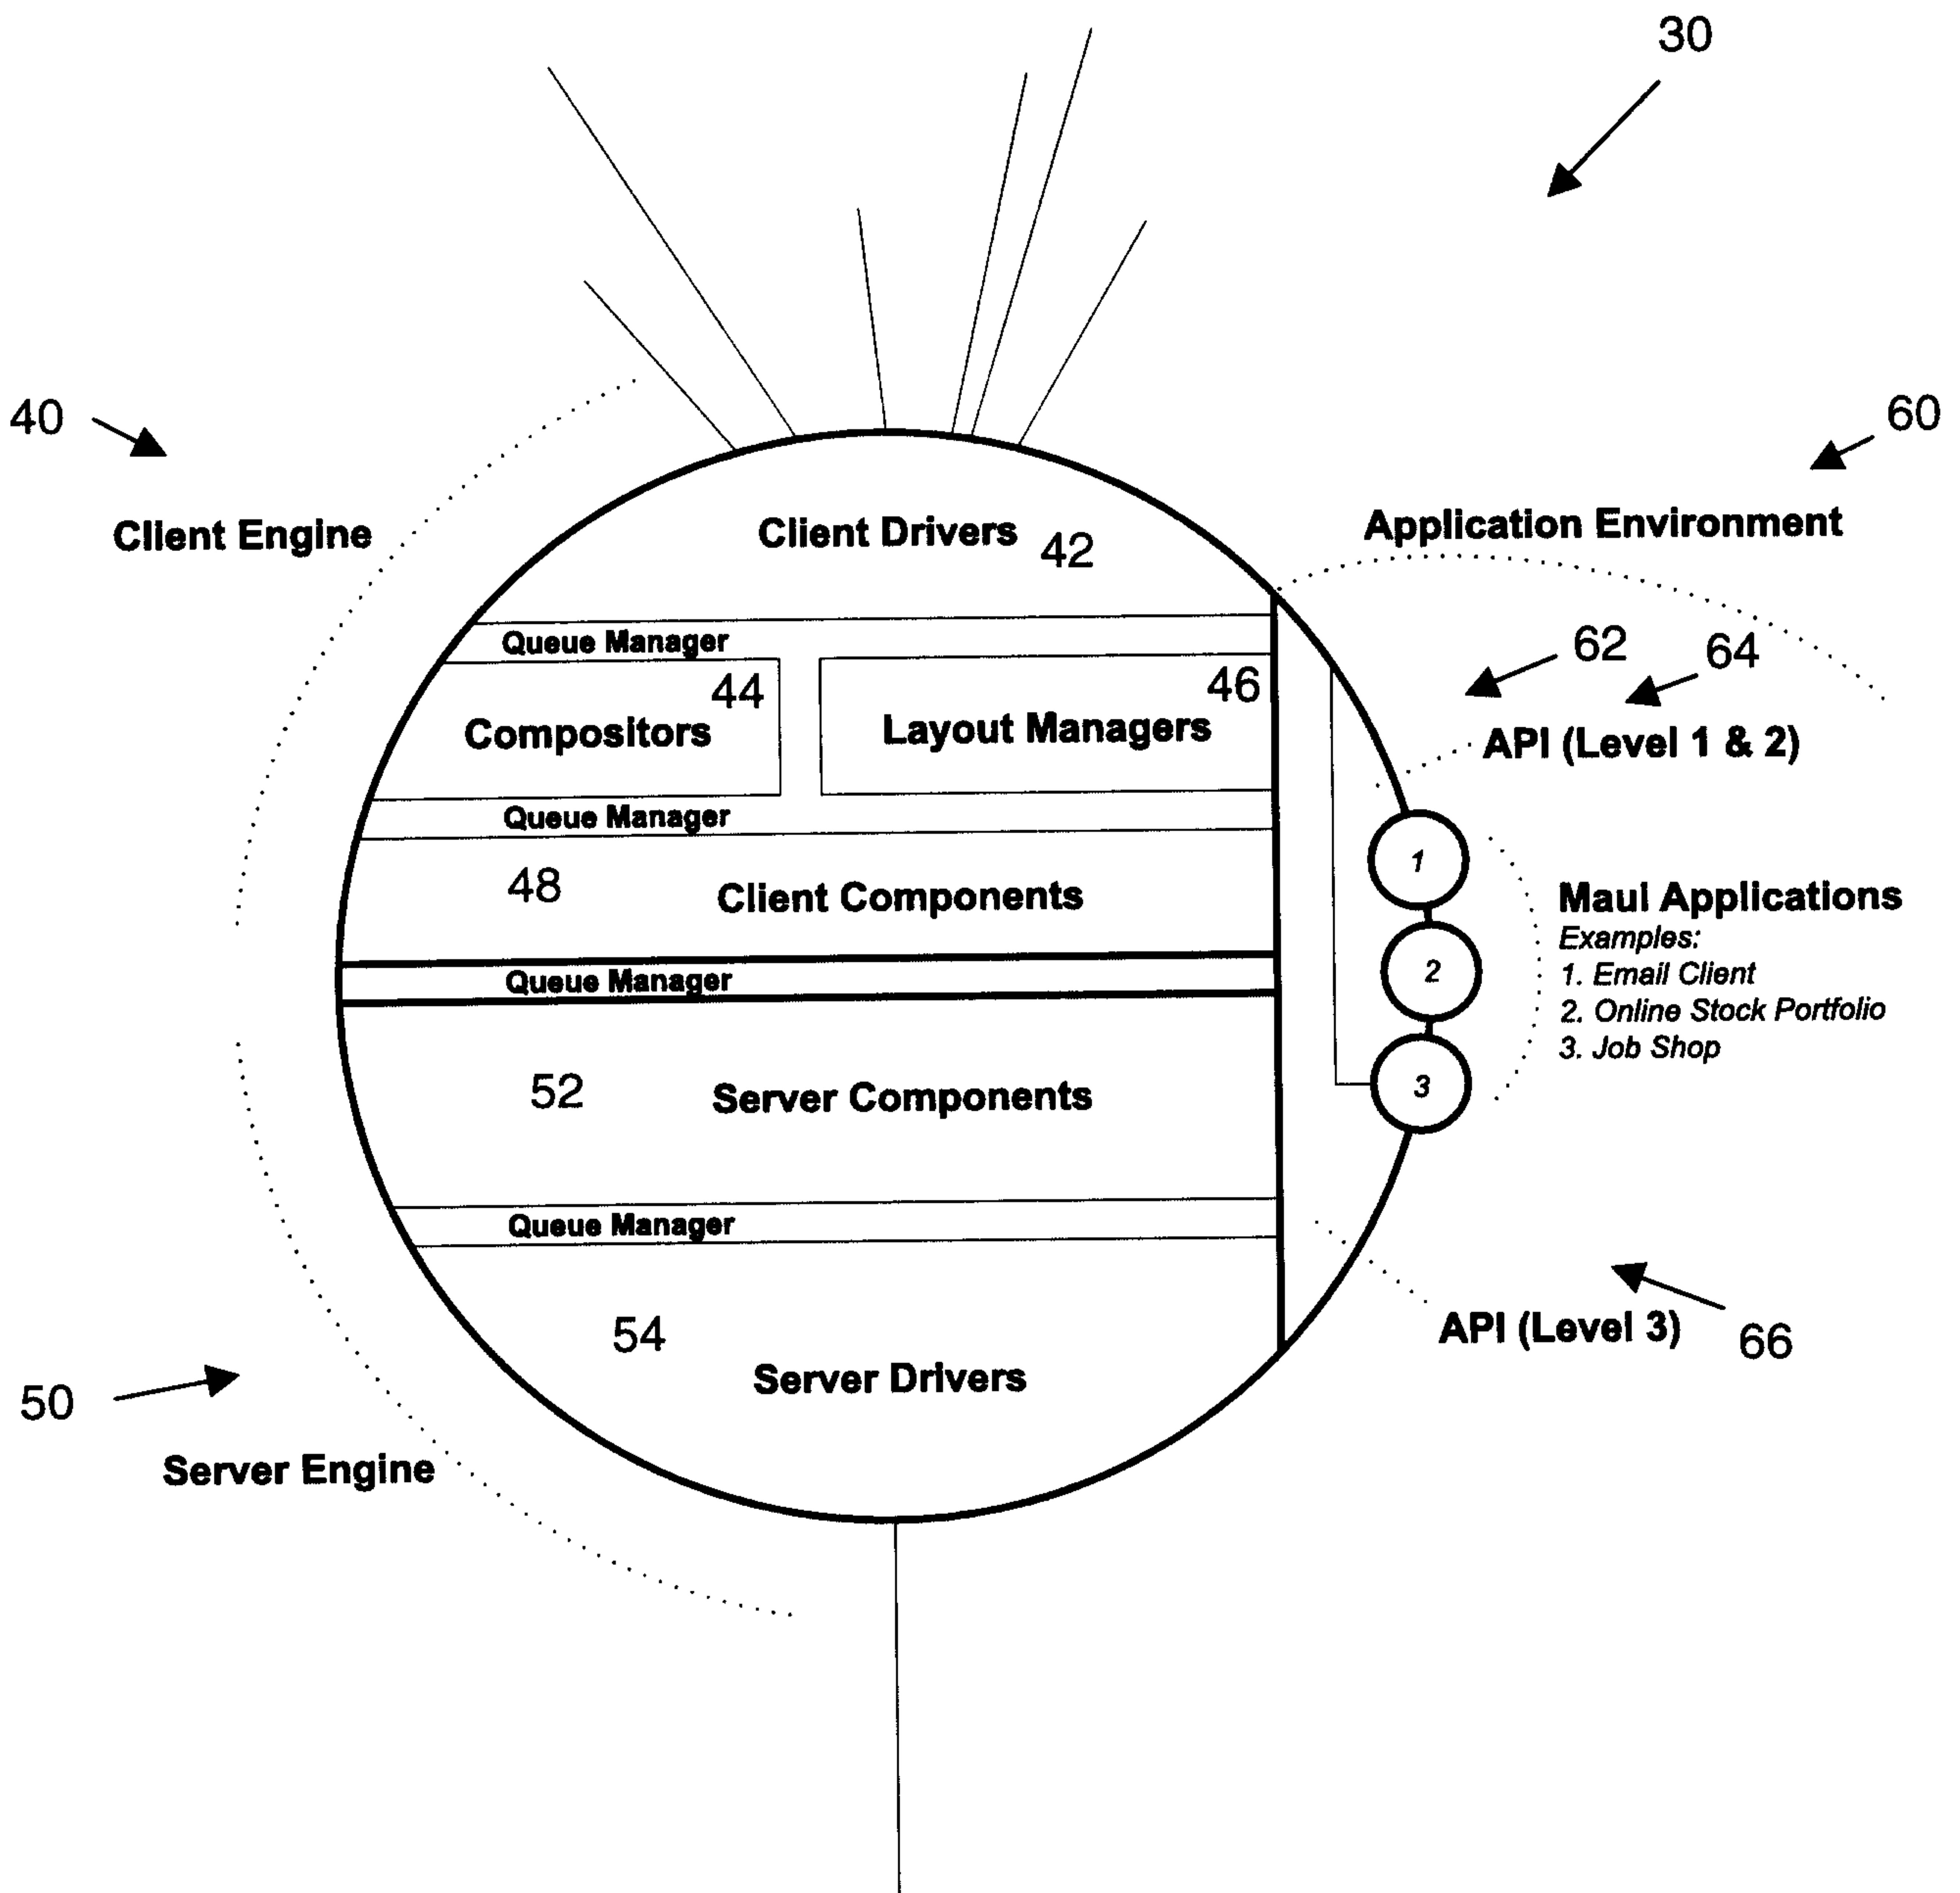 30
40
60
Client Engine
Client Drivers
42
Application Environment
Queue Manager
62
64
44
46
Compositors
Layout Managers
API (Level 1 & 2)
Queue Manager
1
48
Client Components
Maul Applications
Examples:
2
1. Email Client
Queue Manager
2. Online Stock Portfolio
3. Job Shop
52
Server Components
3
Queue Manager
54
API (Level 3)
66
Server Drivers
50
Server Engine